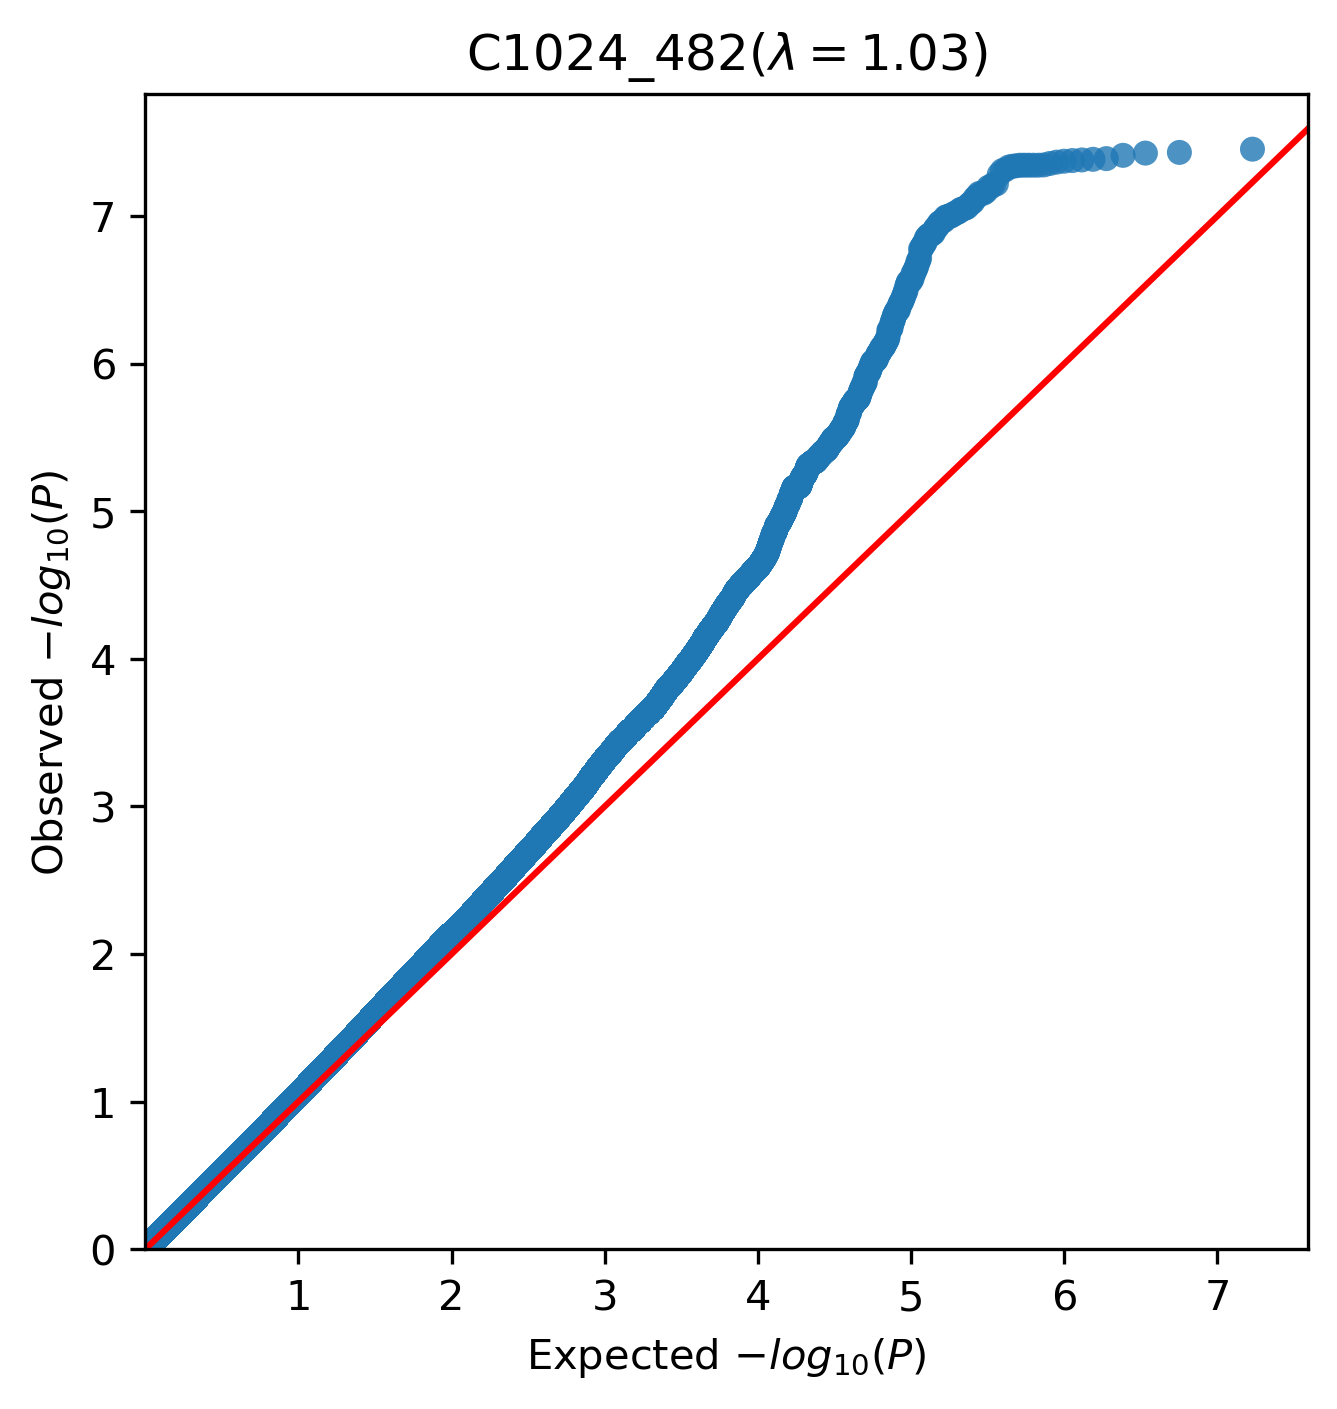 C1024_482(λ = 1.03)
Observed −log₁₀(P)
7
6
5
4
3
2
1
0
1 2 3 4 5 6 7
Expected −log₁₀(P)